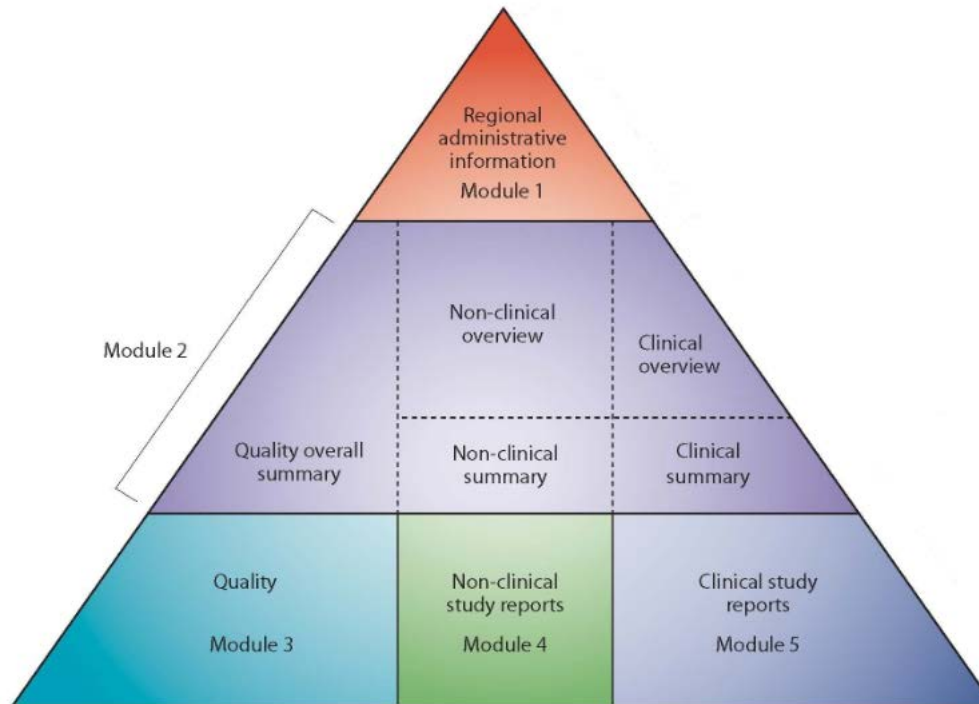 Regional
administrative
information
Module 1
Module 2
Non-clinical
overview
Clinical
overview
Quality overall
summary
Non-clinical
summary
Clinical
summary
Quality
Module 3
Non-clinical
study reports
Module 4
Clinical study
reports
Module 5